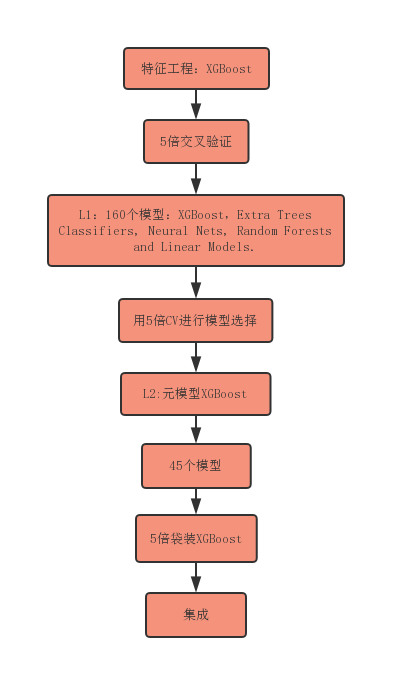 特征工程：XGBoost
5倍交叉验证
L1：160个模型：XGBoost，Extra Trees
Classifiers, Neural Nets, Random Forests
and Linear Models.
用5倍CV进行模型选择
L2:元模型XGBoost
45个模型
5倍袋装XGBoost
集成